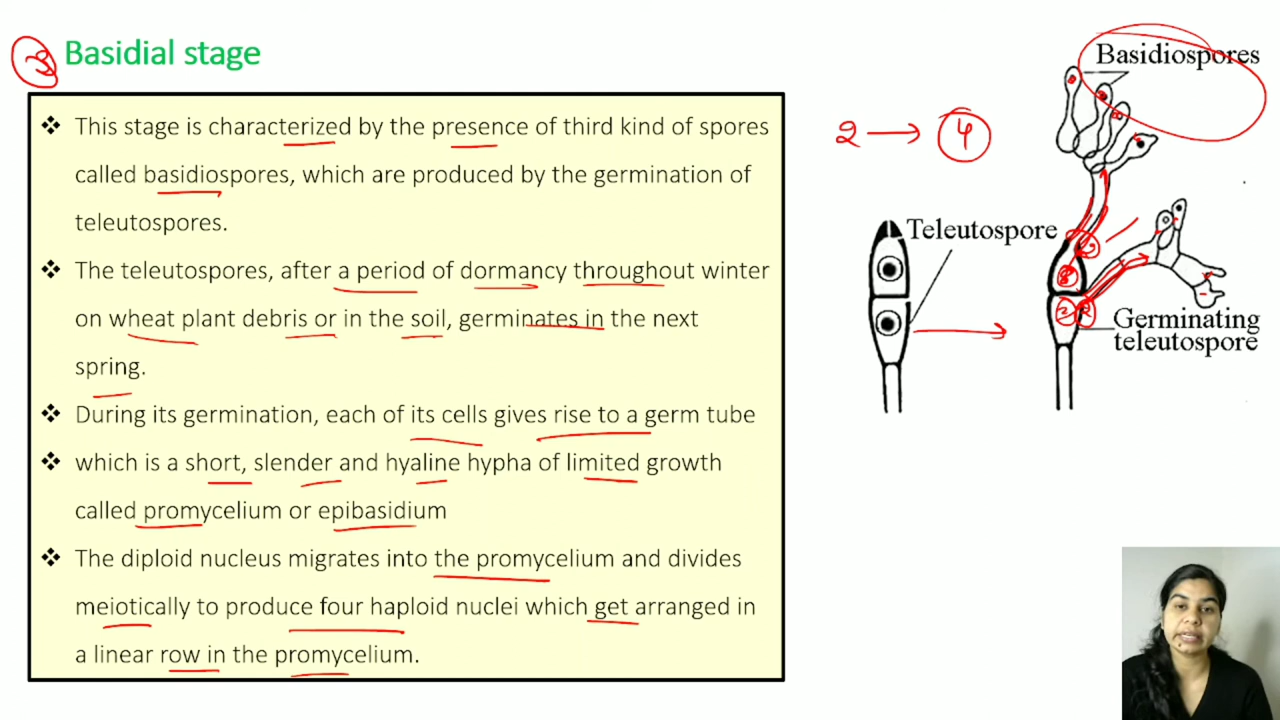 3 Basidial stage
❖ This stage is characterized by the presence of third kind of spores
called basidiospores, which are produced by the germination of
teleutospores.
❖ The teleutospores, after a period of dormancy throughout winter
on wheat plant debris or in the soil, germinates in the next
spring.
❖ During its germination, each of its cells gives rise to a germ tube
❖ which is a short, slender and hyaline hypha of limited growth
called promycelium or epibasidium
❖ The diploid nucleus migrates into the promycelium and divides
meiotically to produce four haploid nuclei which get arranged in
a linear row in the promycelium.
Basidiospores
2 → 4
Teleutospore
Germinating
teleutospore